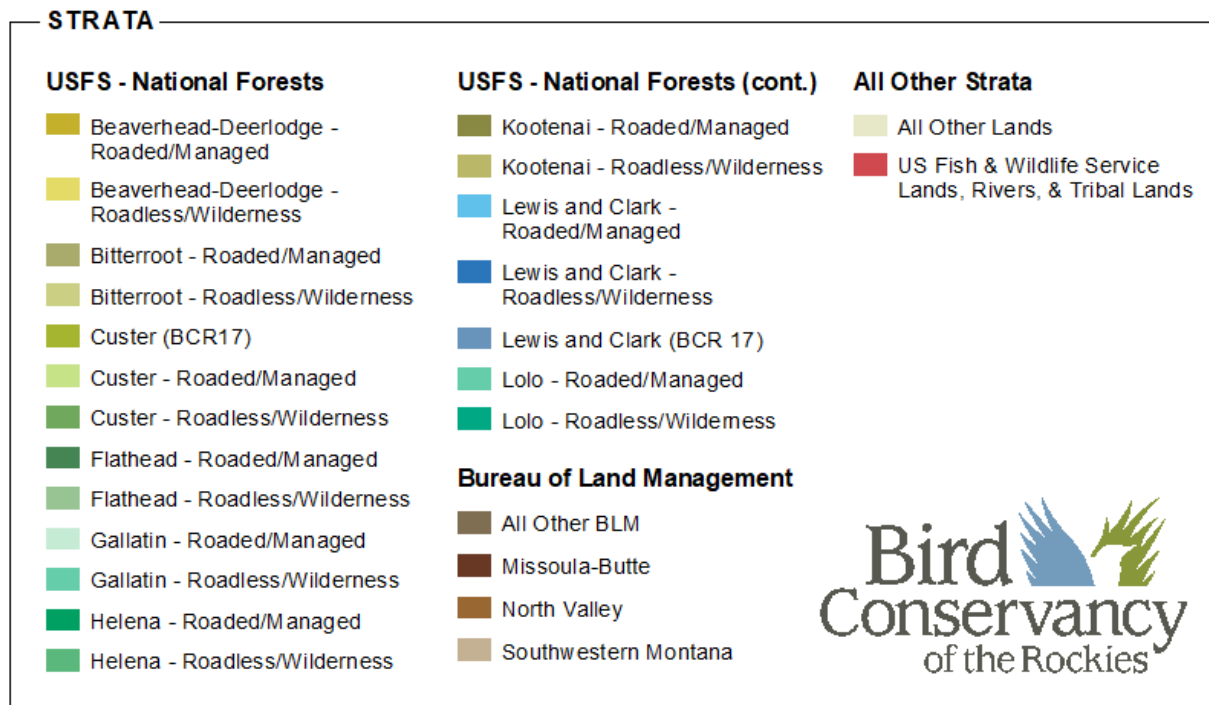 STRATA
USFS - National Forests
Beaverhead-Deerlodge -
Roaded/Managed
Beaverhead-Deerlodge -
Roadless/Wilderness
Bitterroot - Roaded/Managed
Bitterroot - Roadless/Wilderness
Custer (BCR17)
Custer - Roaded/Managed
Custer - Roadless/Wilderness
Flathead - Roaded/Managed
Flathead - Roadless/Wilderness
Gallatin - Roaded/Managed
Gallatin - Roadless/Wilderness
Helena - Roaded/Managed
Helena - Roadless/Wilderness
USFS - National Forests (cont.)
Kootenai - Roaded/Managed
Kootenai - Roadless/Wilderness
Lewis and Clark -
Roaded/Managed
Lewis and Clark -
Roadless/Wilderness
Lewis and Clark (BCR 17)
Lolo - Roaded/Managed
Lolo - Roadless/Wilderness
Bureau of Land Management
All Other BLM
Missoula-Butte
North Valley
Southwestern Montana
All Other Strata
All Other Lands
US Fish & Wildlife Service
Lands, Rivers, & Tribal Lands
Bird
Conservancy
of the Rockies